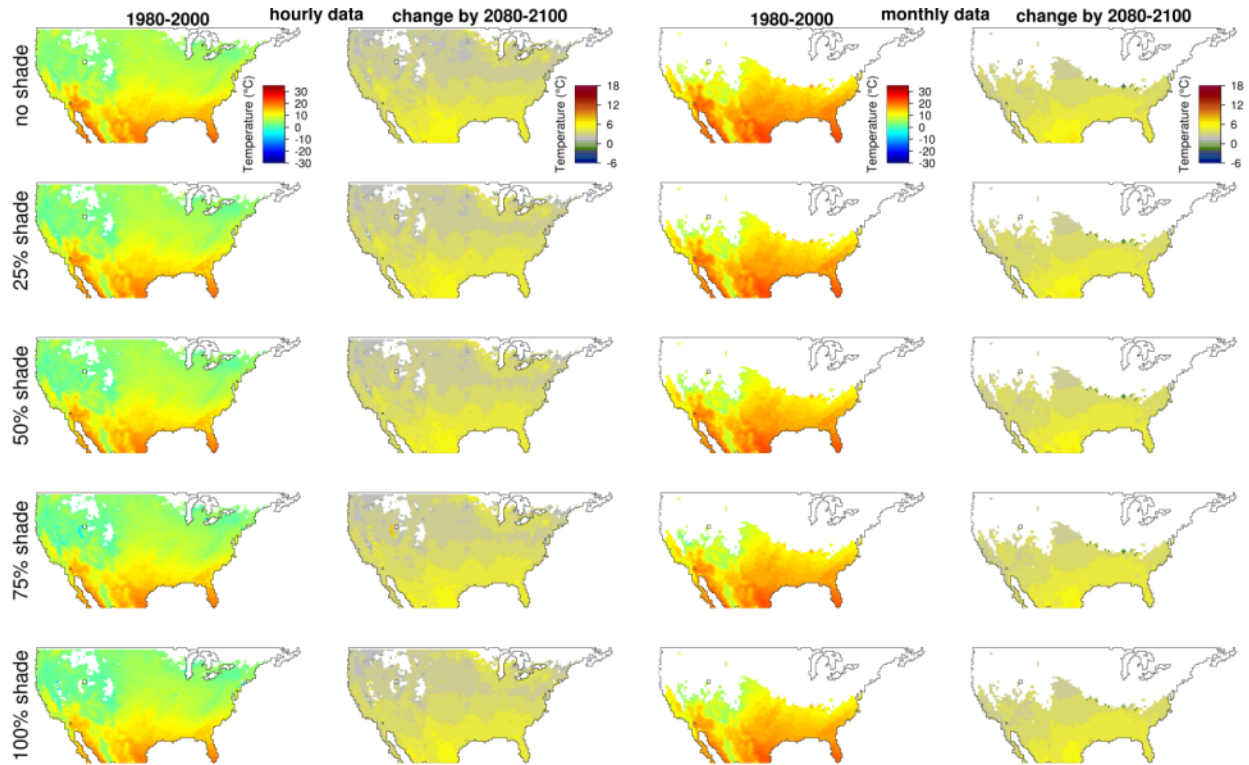 1980-2000 hourly data change by 2080-2100 1980-2000 monthly data change by 2080-2100
no shade
Temperature (°C)
30
20
10
0
-10
-20
-30
Temperature (°C)
18
12
6
0
-6
Temperature (°C)
30
20
10
0
-10
-20
-30
Temperature (°C)
18
12
6
0
-6
25% shade
50% shade
75% shade
100% shade